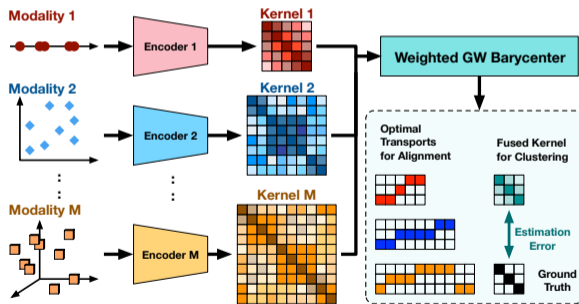 Modality 1
Encoder 1
Kernel 1
Modality 2
Encoder 2
Kernel 2
Modality M
Encoder M
Kernel M
Weighted GW Barycenter
Optimal
Transports
for Alignment
Fused Kernel
for Clustering
Estimation
Error
Ground
Truth